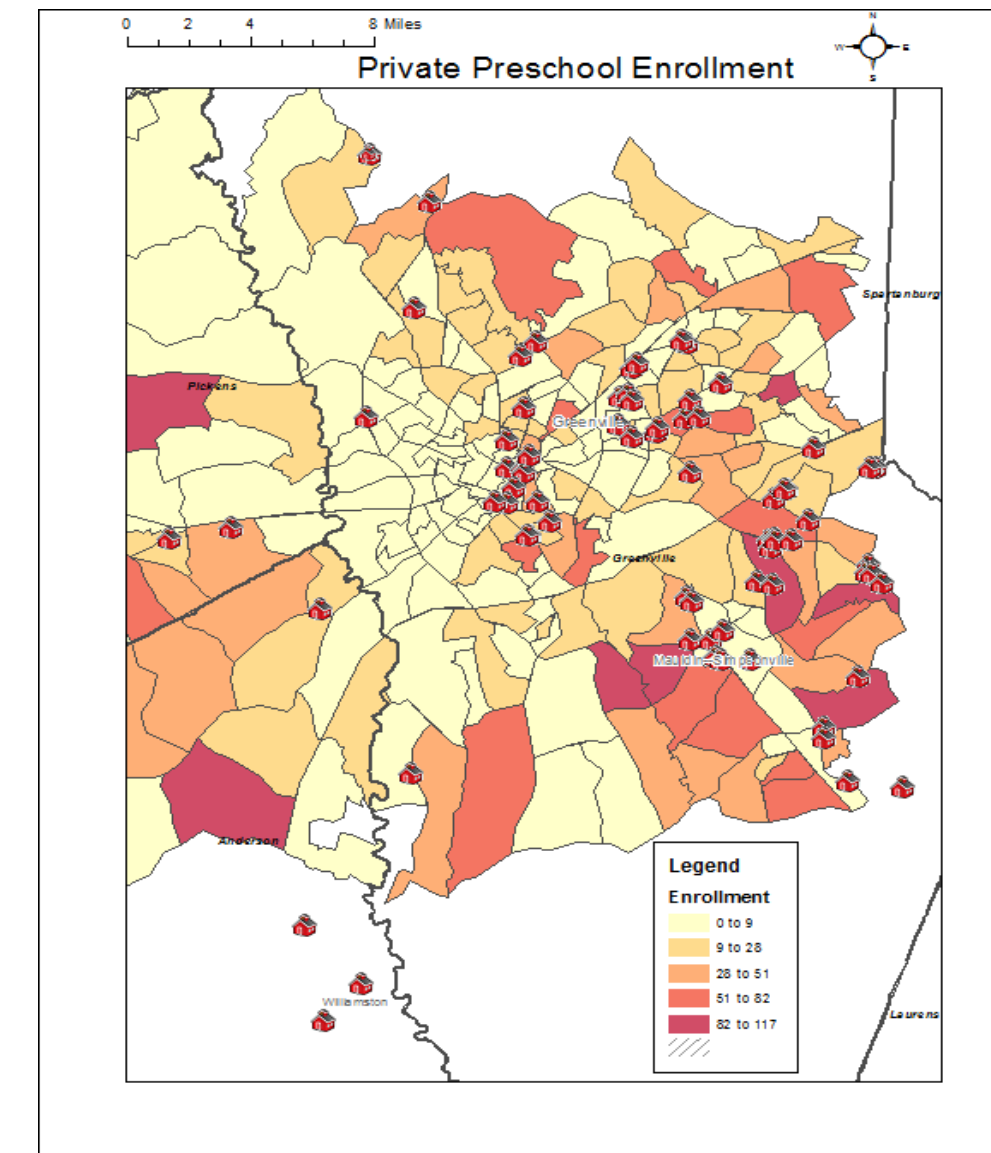 0 2 4 8 Miles
N
W E
S
Private Preschool Enrollment
Spartanburg
Pickens
Greenville
Greenville
Mauldin-Simpsonville
Anderson
Legend
Enrollment
0 to 9
9 to 28
28 to 51
51 to 82
82 to 117
Williamston
Laurens